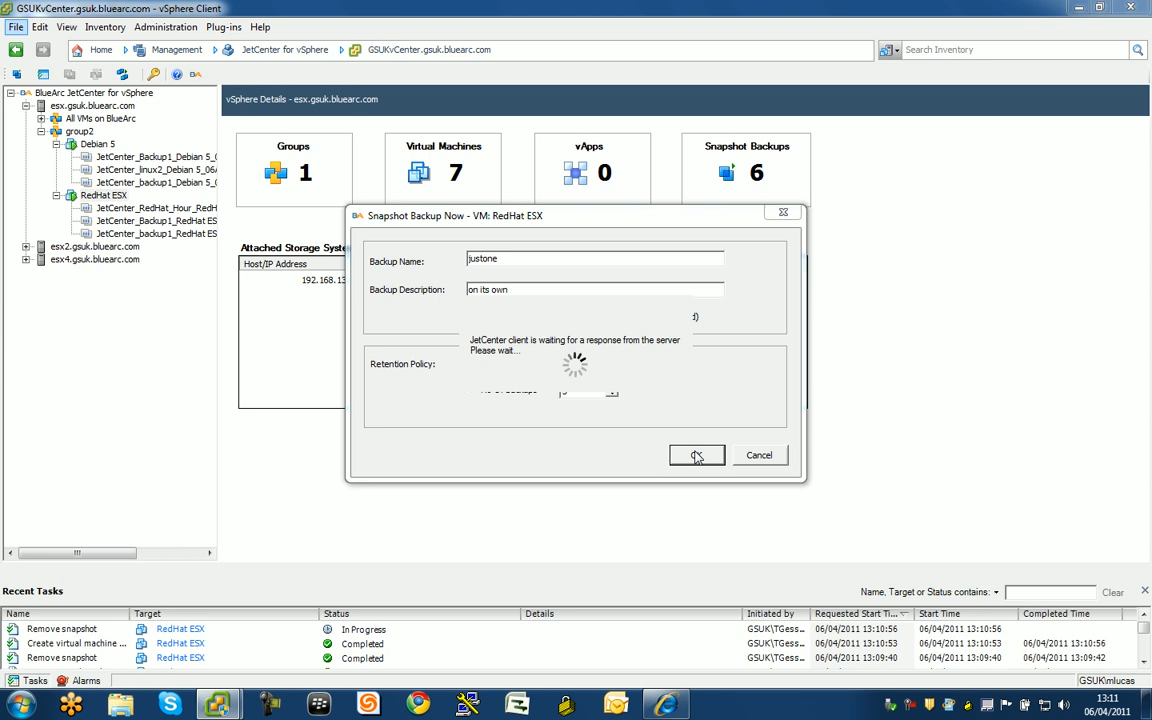 GSUKvCenter.gsuk.bluearc.com - vSphere Client
File Edit View Inventory Administration Plug-ins Help
Home Management JetCenter for vSphere GSUKvCenter.gsuk.bluearc.com Search Inventory
BlueArc JetCenter for vSphere
esx.gsuk.bluearc.com
All VMs on BlueArc
group2
Debian 5
JetCenter_Backup1_Debian 5_0
JetCenter_linux2_Debian 5_06/
JetCenter_backup1_Debian 5_0
RedHat ESX
JetCenter_RedHat_Hour_RedH
JetCenter_Backup1_RedHat ES
JetCenter_backup1_RedHat ES
esx2.gsuk.bluearc.com
esx4.gsuk.bluearc.com
vSphere Details - esx.gsuk.bluearc.com
Groups Virtual Machines vApps Snapshot Backups
1 7 0 6
Attached Storage Syste
Host/IP Address
192.168.13
Snapshot Backup Now - VM: RedHat ESX
Backup Name: justone
Backup Description: on its own
d)
JetCenter client is waiting for a response from the server
Please wait...
Retention Policy:
Cancel
Recent Tasks
Name, Target or Status contains: Clear
Name Target Status Details Initiated by Requested Start Ti... Start Time Completed Time
Remove snapshot RedHat ESX In Progress GSUK\TGess... 06/04/2011 13:10:56 06/04/2011 13:10:56
Create virtual machine ... RedHat ESX Completed GSUK\TGess... 06/04/2011 13:10:53 06/04/2011 13:10:53 06/04/2011 13:10:56
Remove snapshot RedHat ESX Completed GSUK\TGess... 06/04/2011 13:09:40 06/04/2011 13:09:40 06/04/2011 13:09:42
Tasks Alarms GSUK\mlucas
13:11
06/04/2011